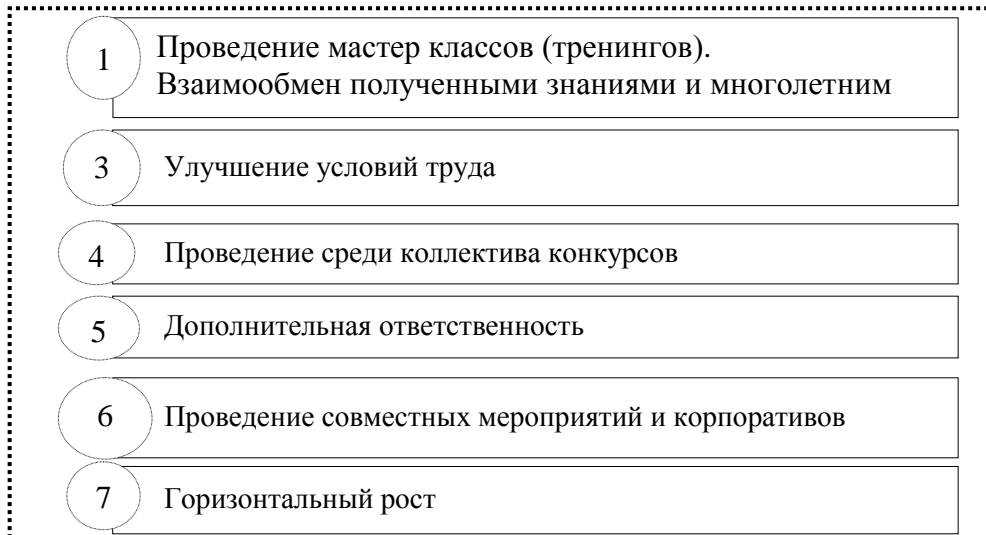 1
Проведение мастер классов (тренингов).
Взаимообмен полученными знаниями и многолетним
3
Улучшение условий труда
4
Проведение среди коллектива конкурсов
5
Дополнительная ответственность
6
Проведение совместных мероприятий и корпоративов
7
Горизонтальный рост